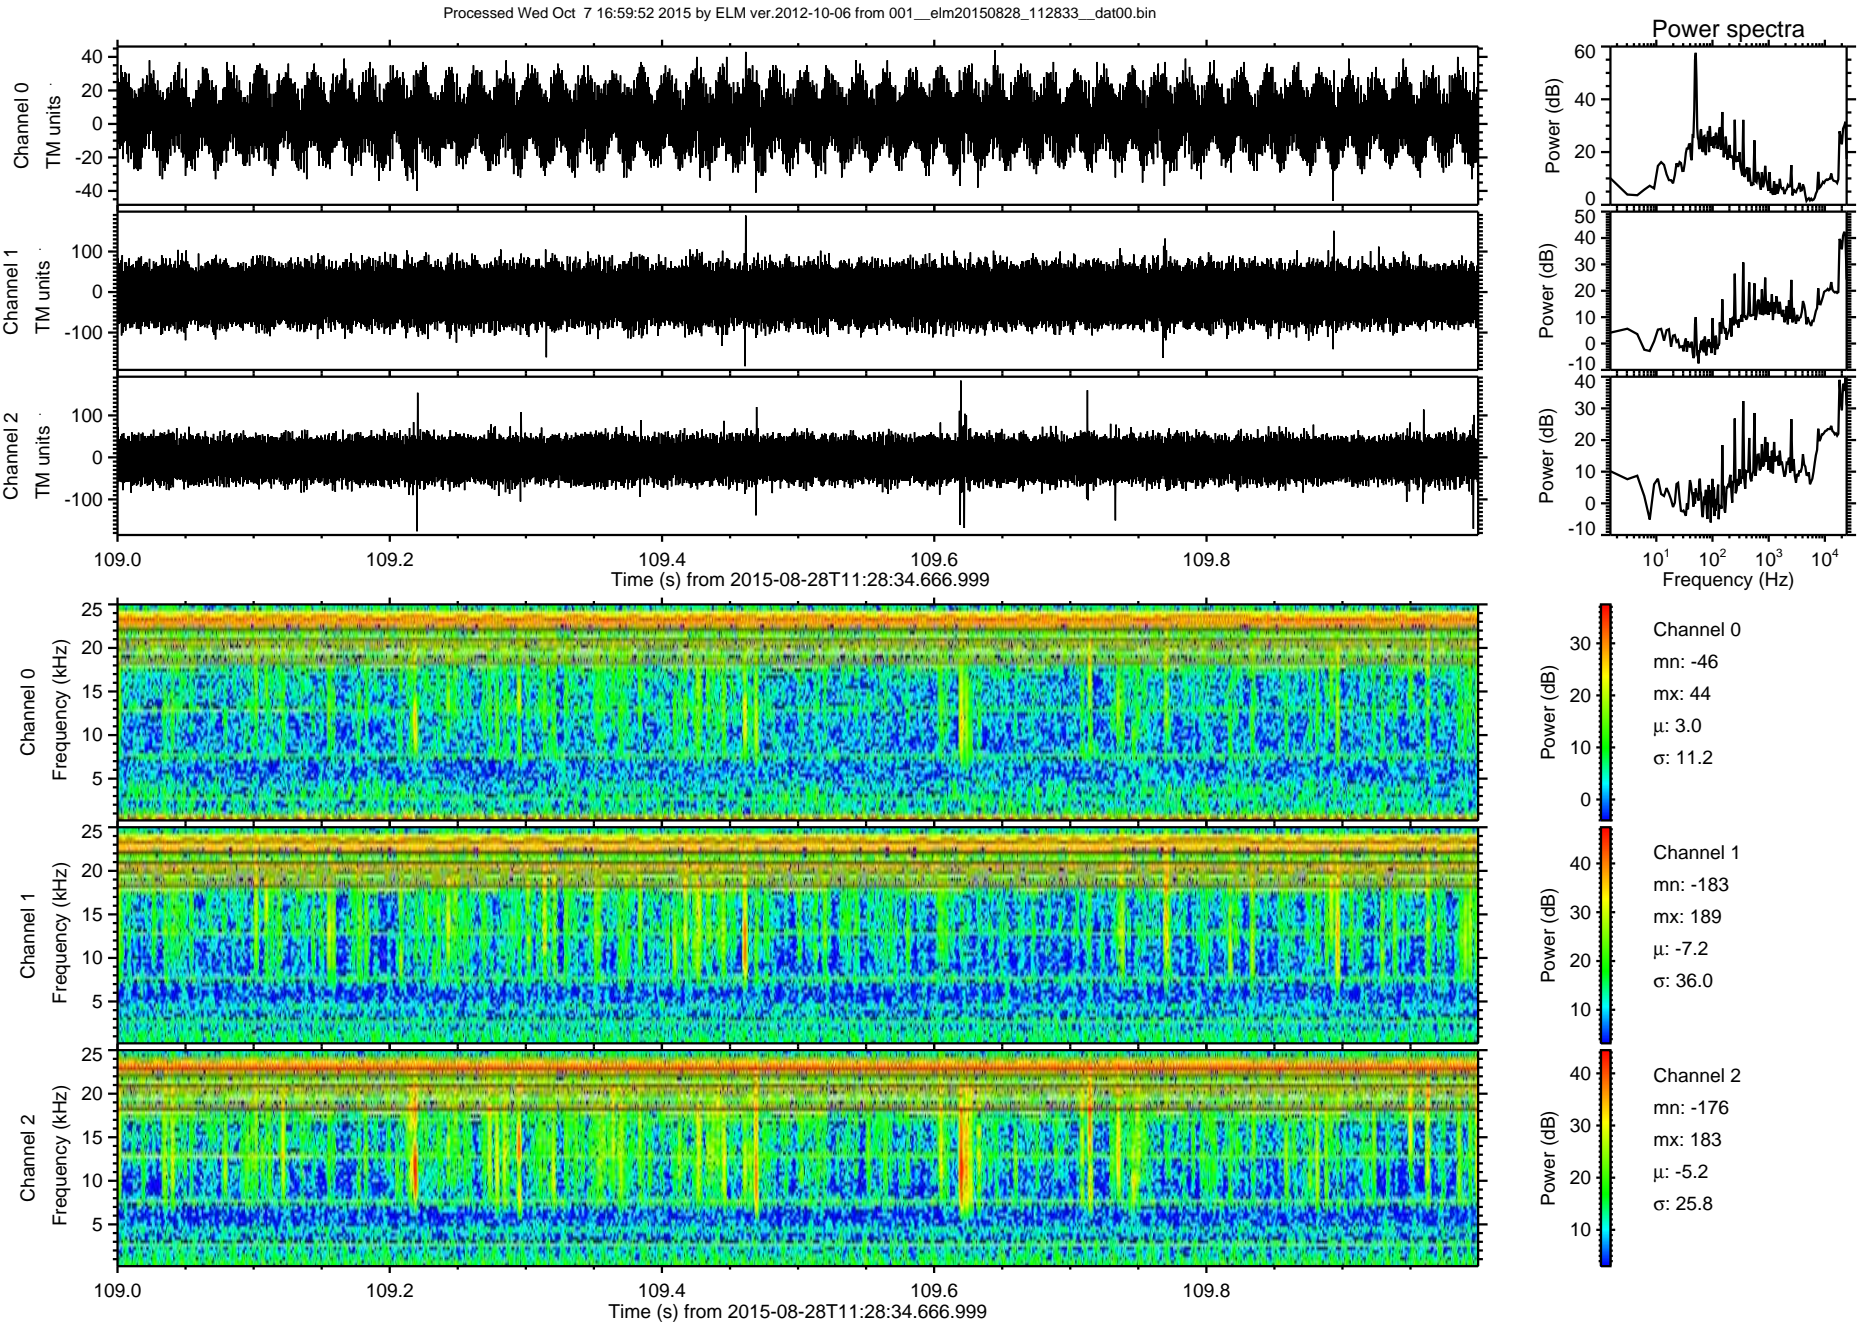 Processed Wed Oct  7 16:59:52 2015 by ELM ver.2012-10-06 from 001__elm20150828_112833__dat00.bin
Power spectra
Channel 0
TM units
40
20
0
-20
-40
Power (dB)
60
40
20
0
Channel 1
TM units
100
0
-100
Power (dB)
50
40
30
20
10
0
-10
Channel 2
TM units
100
0
-100
Power (dB)
40
30
20
10
0
-10
109.0 109.2 109.4 109.6 109.8
Time (s) from 2015-08-28T11:28:34.666.999
10^1 10^2 10^3 10^4
Frequency (Hz)
Channel 0
Frequency (kHz)
25
20
15
10
5
Power (dB)
30
20
10
0
Channel 0
mn: -46
mx: 44
μ: 3.0
σ: 11.2
Channel 1
Frequency (kHz)
25
20
15
10
5
Power (dB)
40
30
20
10
Channel 1
mn: -183
mx: 189
μ: -7.2
σ: 36.0
Channel 2
Frequency (kHz)
25
20
15
10
5
Power (dB)
40
30
20
10
Channel 2
mn: -176
mx: 183
μ: -5.2
σ: 25.8
109.0 109.2 109.4 109.6 109.8
Time (s) from 2015-08-28T11:28:34.666.999